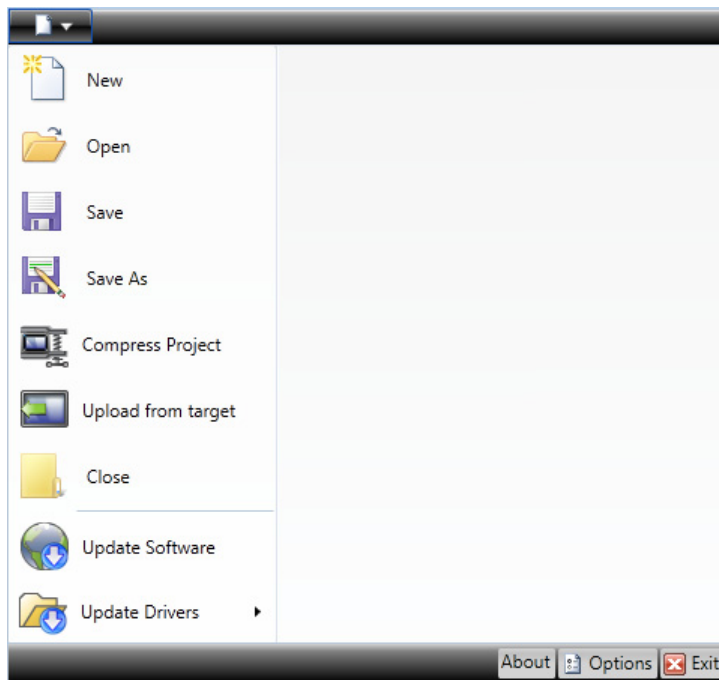 New
Open
Save
Save As
Compress Project
Upload from target
Close
Update Software
Update Drivers
About Options Exit